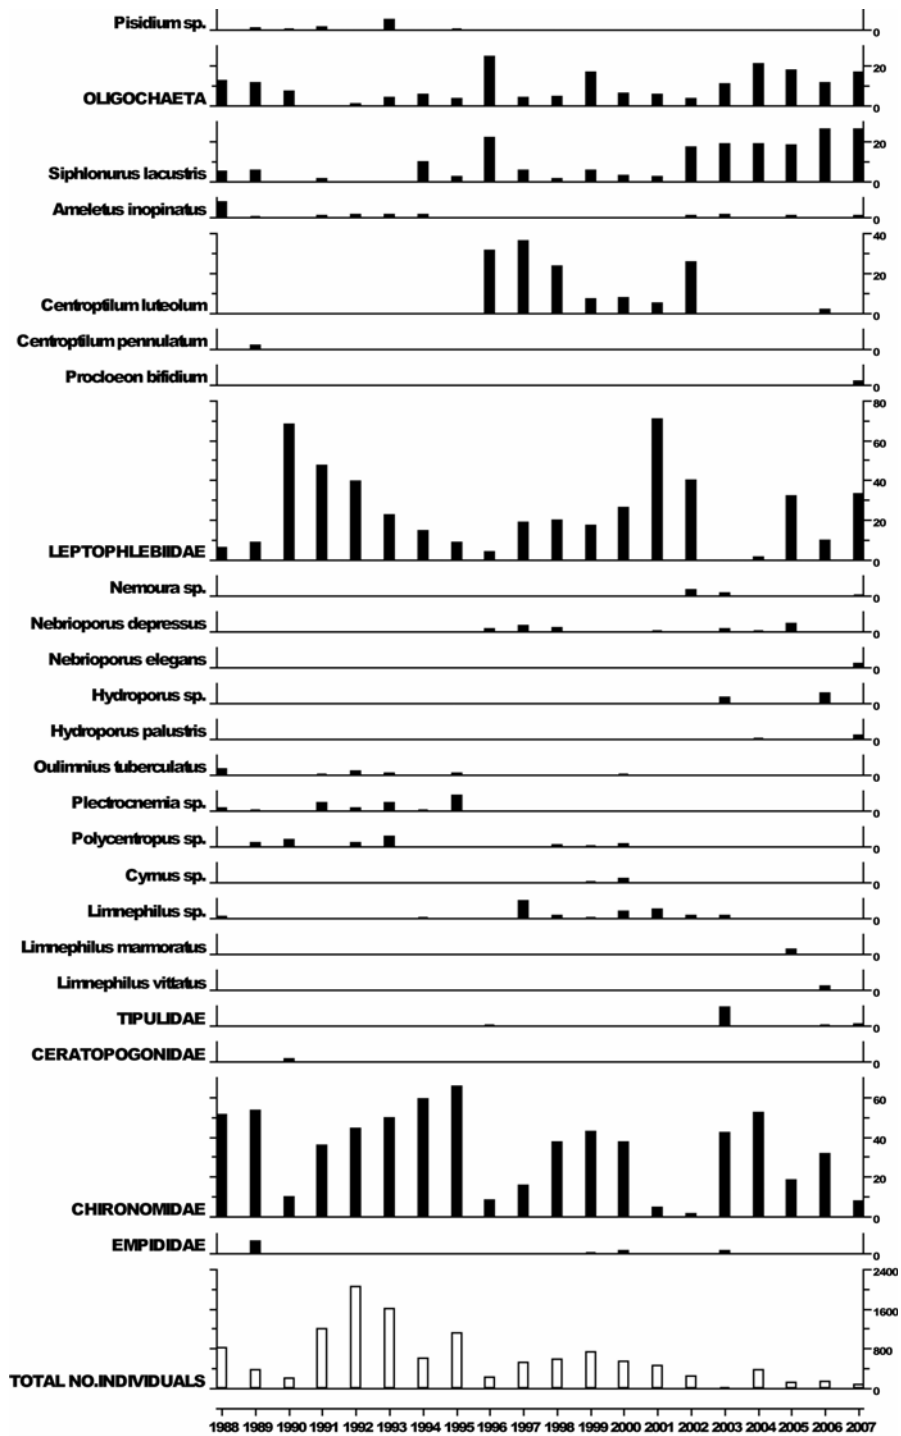 Pisidium sp.
0
20
OLIGOCHAETA
0
20
Siphlonurus lacustris
0
Ameletus inopinatus
0
40
20
Centroptilum luteolum
0
Centroptilum pennulatum
0
Procloeon bifidium
0
80
60
40
20
LEPTOPHLEBIIDAE
0
Nemoura sp.
0
Nebrioporus depressus
0
Nebrioporus elegans
0
Hydroporus sp.
0
Hydroporus palustris
0
Oulimnius tuberculatus
0
Plectrocnemia sp.
0
Polycentropus sp.
0
Cyrnus sp.
0
Limnephilus sp.
0
Limnephilus marmoratus
0
Limnephilus vittatus
0
TIPULIDAE
0
CERATOPOGONIDAE
0
60
40
20
CHIRONOMIDAE
0
EMPIDIDAE
0
2400
1600
800
TOTAL NO.INDIVIDUALS
0
1988 1989 1990 1991 1992 1993 1994 1995 1996 1997 1998 1999 2000 2001 2002 2003 2004 2005 2006 2007